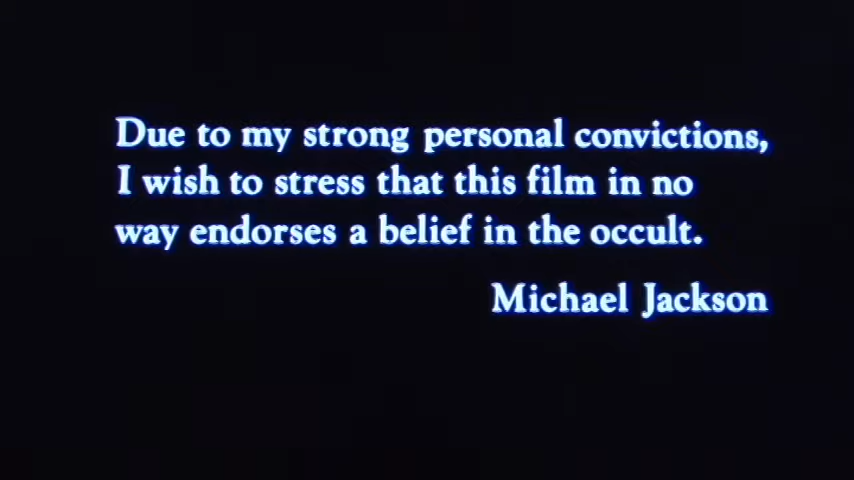 Due to my strong personal convictions,
I wish to stress that this film in no
way endorses a belief in the occult.
Michael Jackson